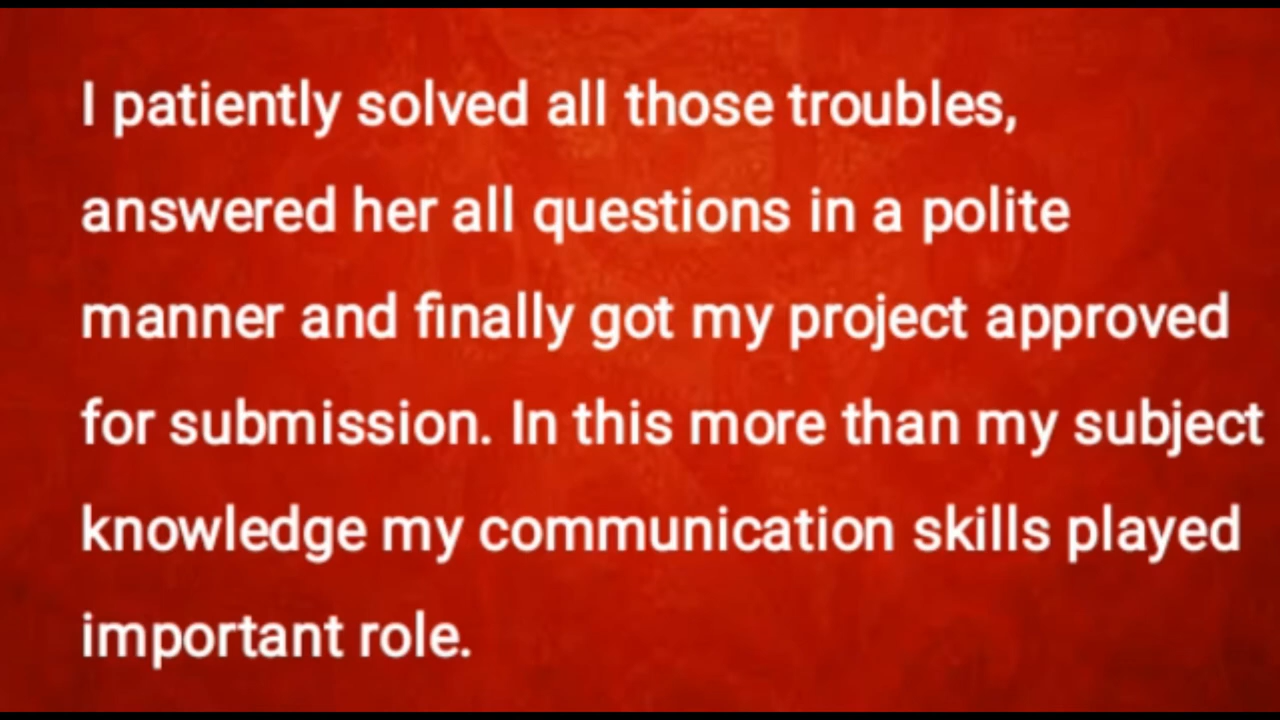 I patiently solved all those troubles,
answered her all questions in a polite
manner and finally got my project approved
for submission. In this more than my subject
knowledge my communication skills played
important role.